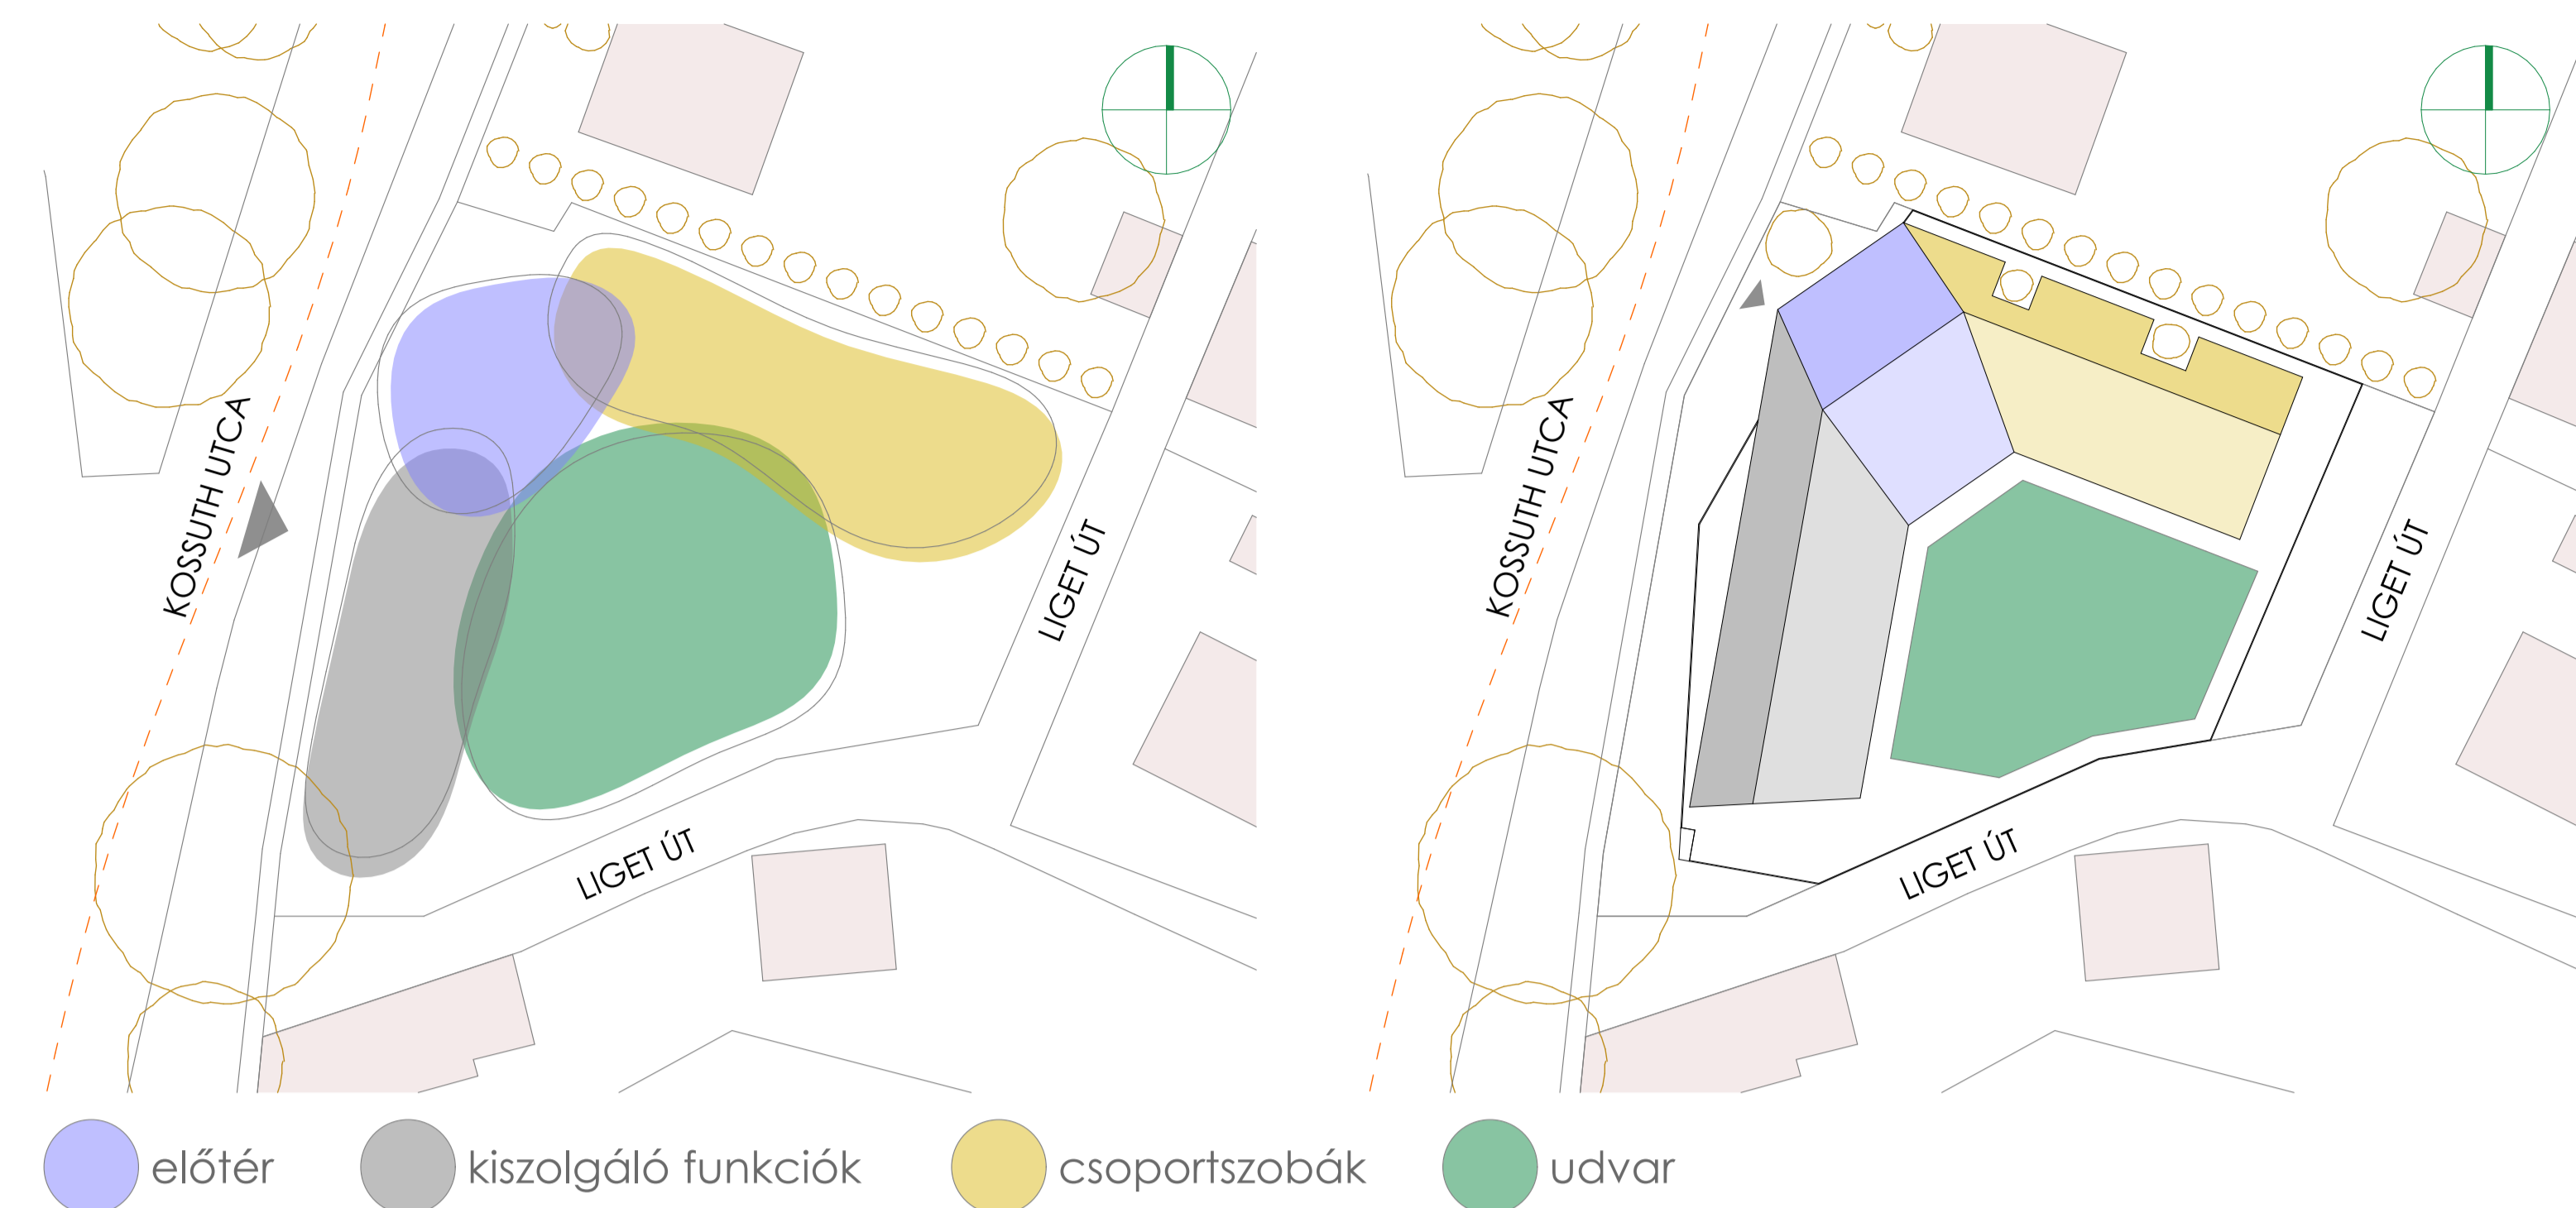 KOSSUTH UTCA
LIGET ÚT
LIGET ÚT
KOSSUTH UTCA
LIGET ÚT
LIGET ÚT
előtér
kiszolgáló funkciók
csoportszobák
udvar